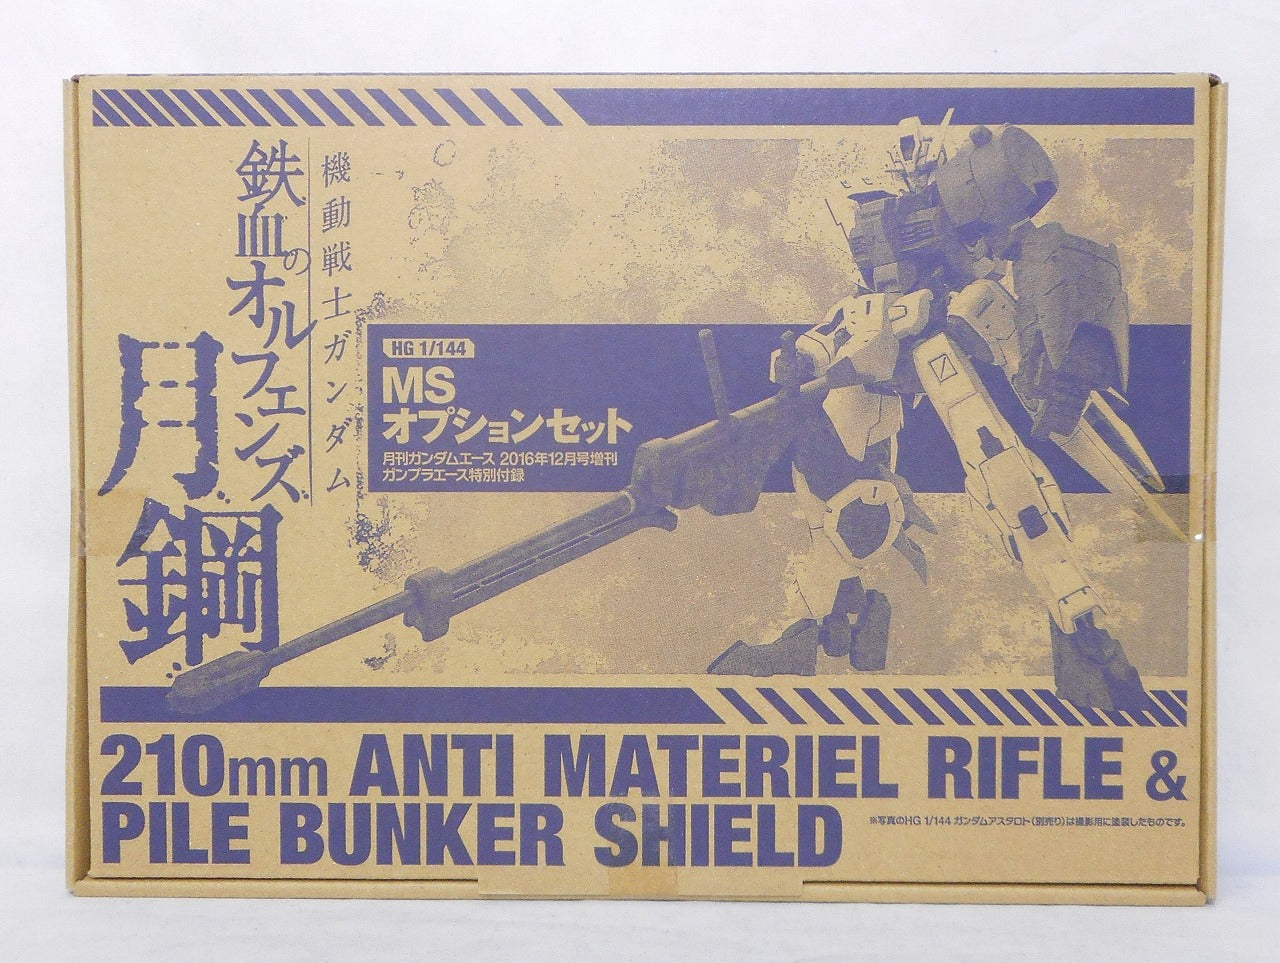 機動戦士ガンダム
鉄血のオルフェンズ
月鋼
HG 1/144
MS
オプションセット
月刊ガンダムエース 2016年12月号増刊
ガンプラエース特別付録
210mm ANTI MATERIEL RIFLE &
PILE BUNKER SHIELD
※写真のHG 1/144 ガンダムアスタロト(別売り)は撮影用に塗装したものです。